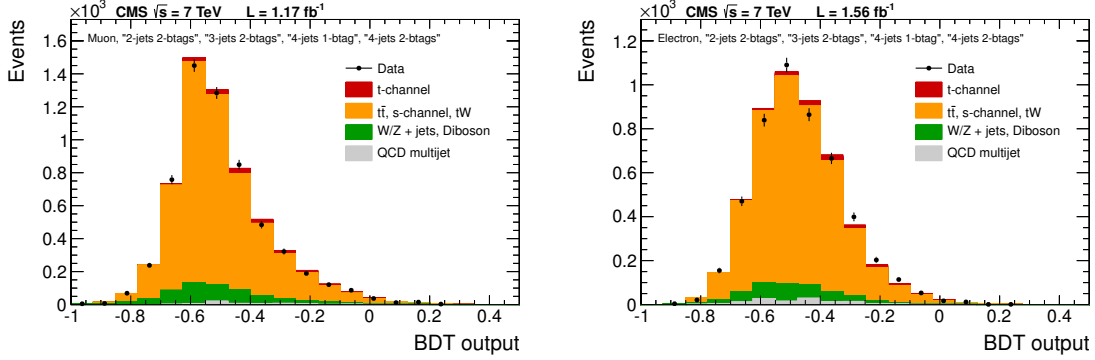 ×10³ CMS √s = 7 TeV L = 1.17 fb⁻¹
Muon, "2-jets 2-btags", "3-jets 2-btags", "4-jets 1-btag", "4-jets 2-btags"
Events
1.6
1.4
1.2
1
0.8
0.6
0.4
0.2
0
Data
t-channel
tt̄, s-channel, tW
W/Z + jets, Diboson
QCD multijet
-1 -0.8 -0.6 -0.4 -0.2 0 0.2 0.4
BDT output
×10³ CMS √s = 7 TeV L = 1.56 fb⁻¹
Electron, "2-jets 2-btags", "3-jets 2-btags", "4-jets 1-btag", "4-jets 2-btags"
Events
1.2
1
0.8
0.6
0.4
0.2
0
Data
t-channel
tt̄, s-channel, tW
W/Z + jets, Diboson
QCD multijet
-1 -0.8 -0.6 -0.4 -0.2 0 0.2 0.4
BDT output